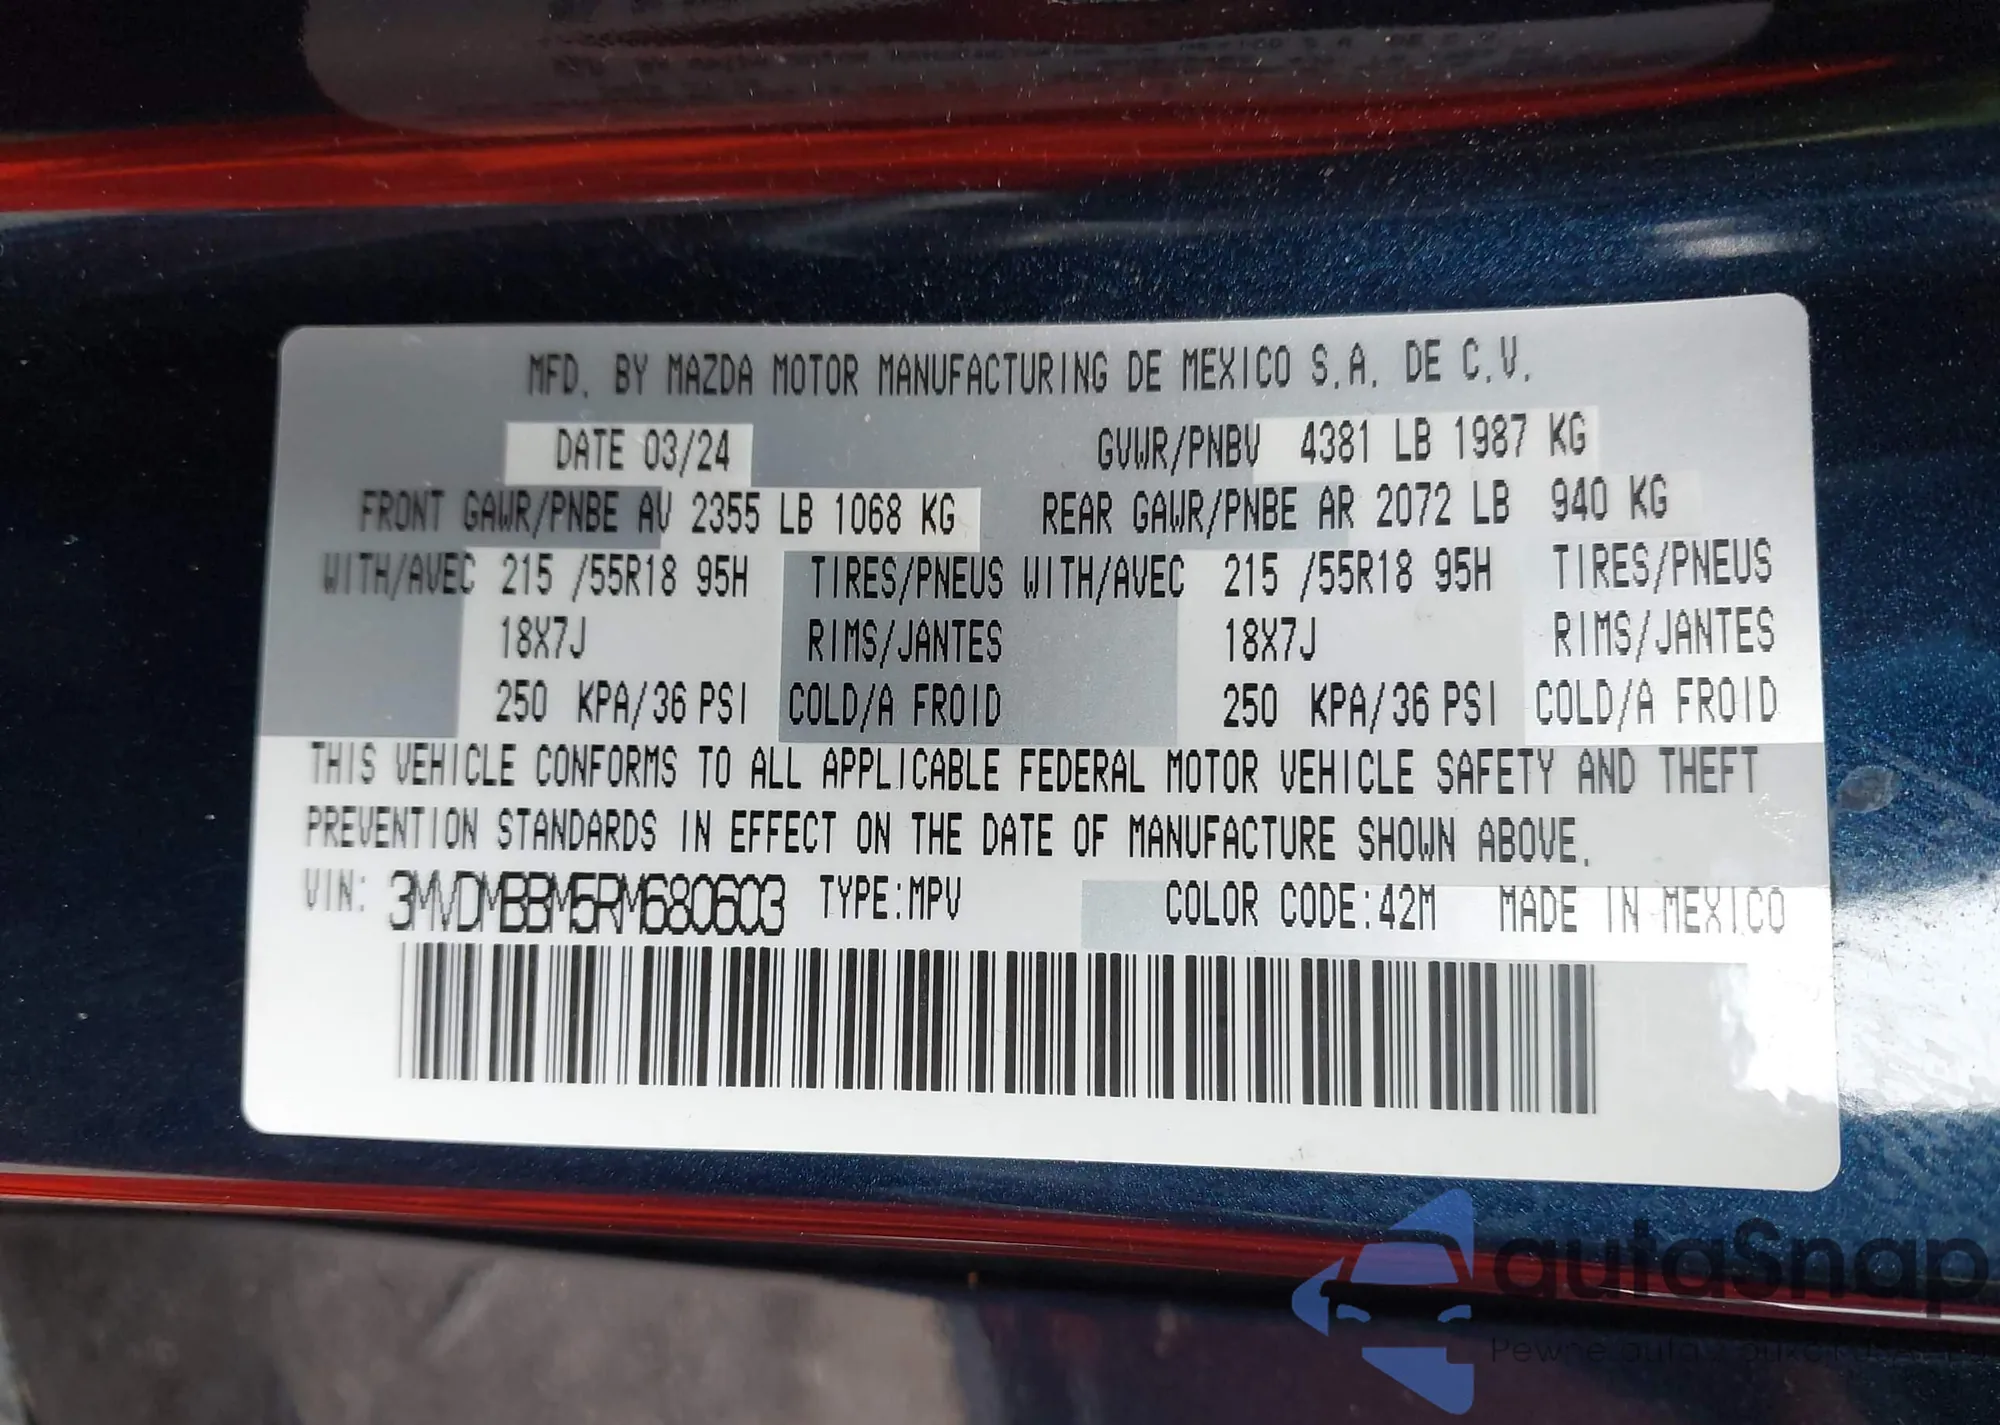 MFD. BY MAZDA MOTOR MANUFACTURING DE MEXICO S.A. DE C.V.
DATE 03/24 GVWR/PNBV 4381 LB 1987 KG
FRONT GAWR/PNBE AV 2355 LB 1068 KG REAR GAWR/PNBE AR 2072 LB 940 KG
WITH/AVEC 215 /55R18 95H TIRES/PNEUS WITH/AVEC 215 /55R18 95H TIRES/PNEUS
18X7J RIMS/JANTES 18X7J RIMS/JANTES
250 KPA/36 PSI COLD/A FROID 250 KPA/36 PSI COLD/A FROID
THIS VEHICLE CONFORMS TO ALL APPLICABLE FEDERAL MOTOR VEHICLE SAFETY AND THEFT
PREVENTION STANDARDS IN EFFECT ON THE DATE OF MANUFACTURE SHOWN ABOVE.
VIN: 3MVDMBBM5RM680603 TYPE:MPV COLOR CODE:42M MADE IN MEXICO
autaSnap
Pewne auta z